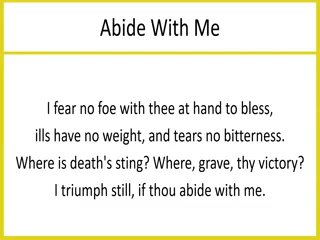 Abide With Me
I fear no foe with thee at hand to bless,
ills have no weight, and tears no bitterness.
Where is death's sting? Where, grave, thy victory?
I triumph still, if thou abide with me.